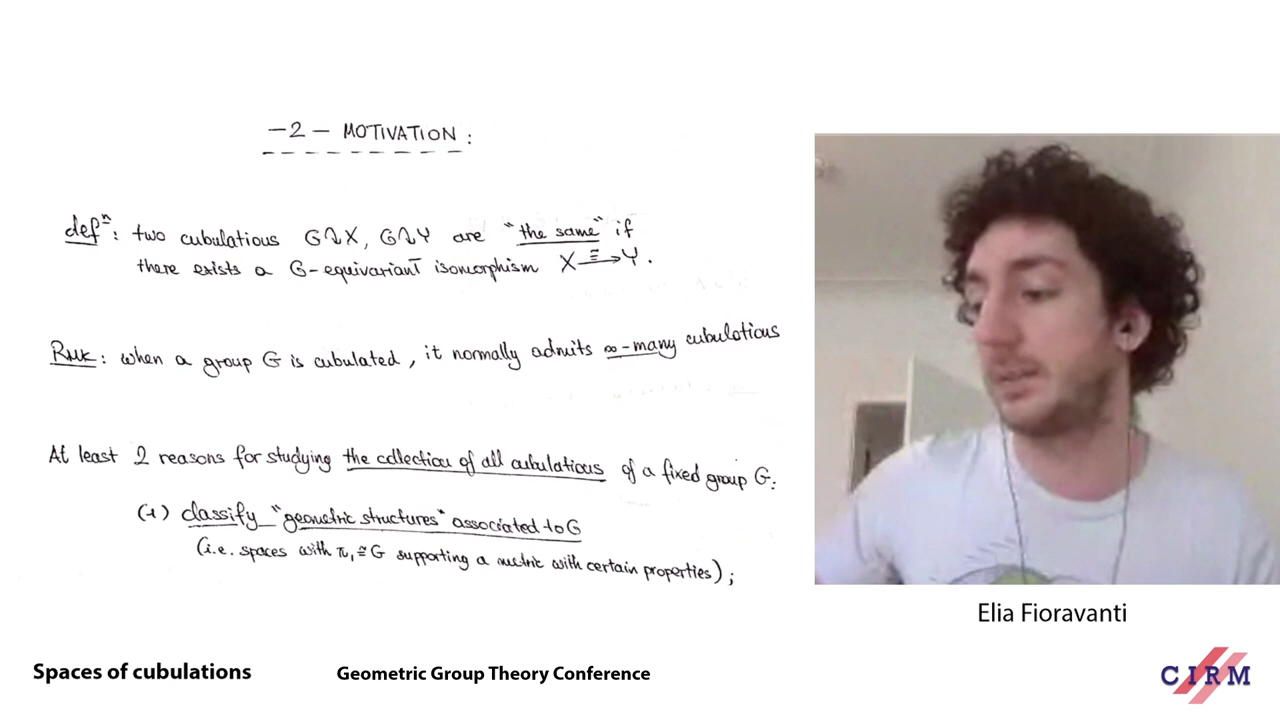 -2- MOTIVATION:
defⁿ: two cubulations G↷X, G↷Y are "the same" if
there exists a G-equivariant isomorphism X ≅→ Y.
Rmk: when a group G is cubulated, it normally admits ∞-many cubulations
At least 2 reasons for studying the collection of all cubulations of a fixed group G:
(1) classify "geometric structures" associated to G
(i.e. spaces with π₁≅G supporting a metric with certain properties);
Elia Fioravanti
Spaces of cubulations
Geometric Group Theory Conference
CIRM